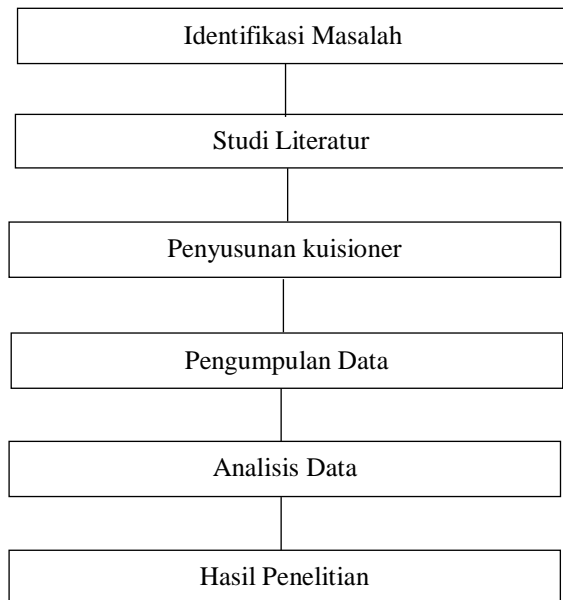 Identifikasi Masalah
Studi Literatur
Penyusunan kuisioner
Pengumpulan Data
Analisis Data
Hasil Penelitian